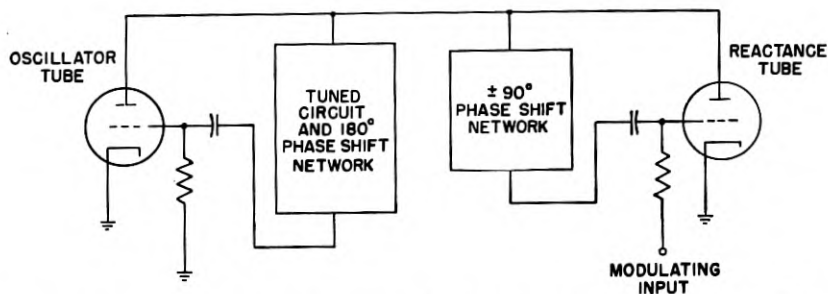 OSCILLATOR
TUBE
TUNED
CIRCUIT
AND 180°
PHASE SHIFT
NETWORK
± 90°
PHASE SHIFT
NETWORK
REACTANCE
TUBE
MODULATING
INPUT